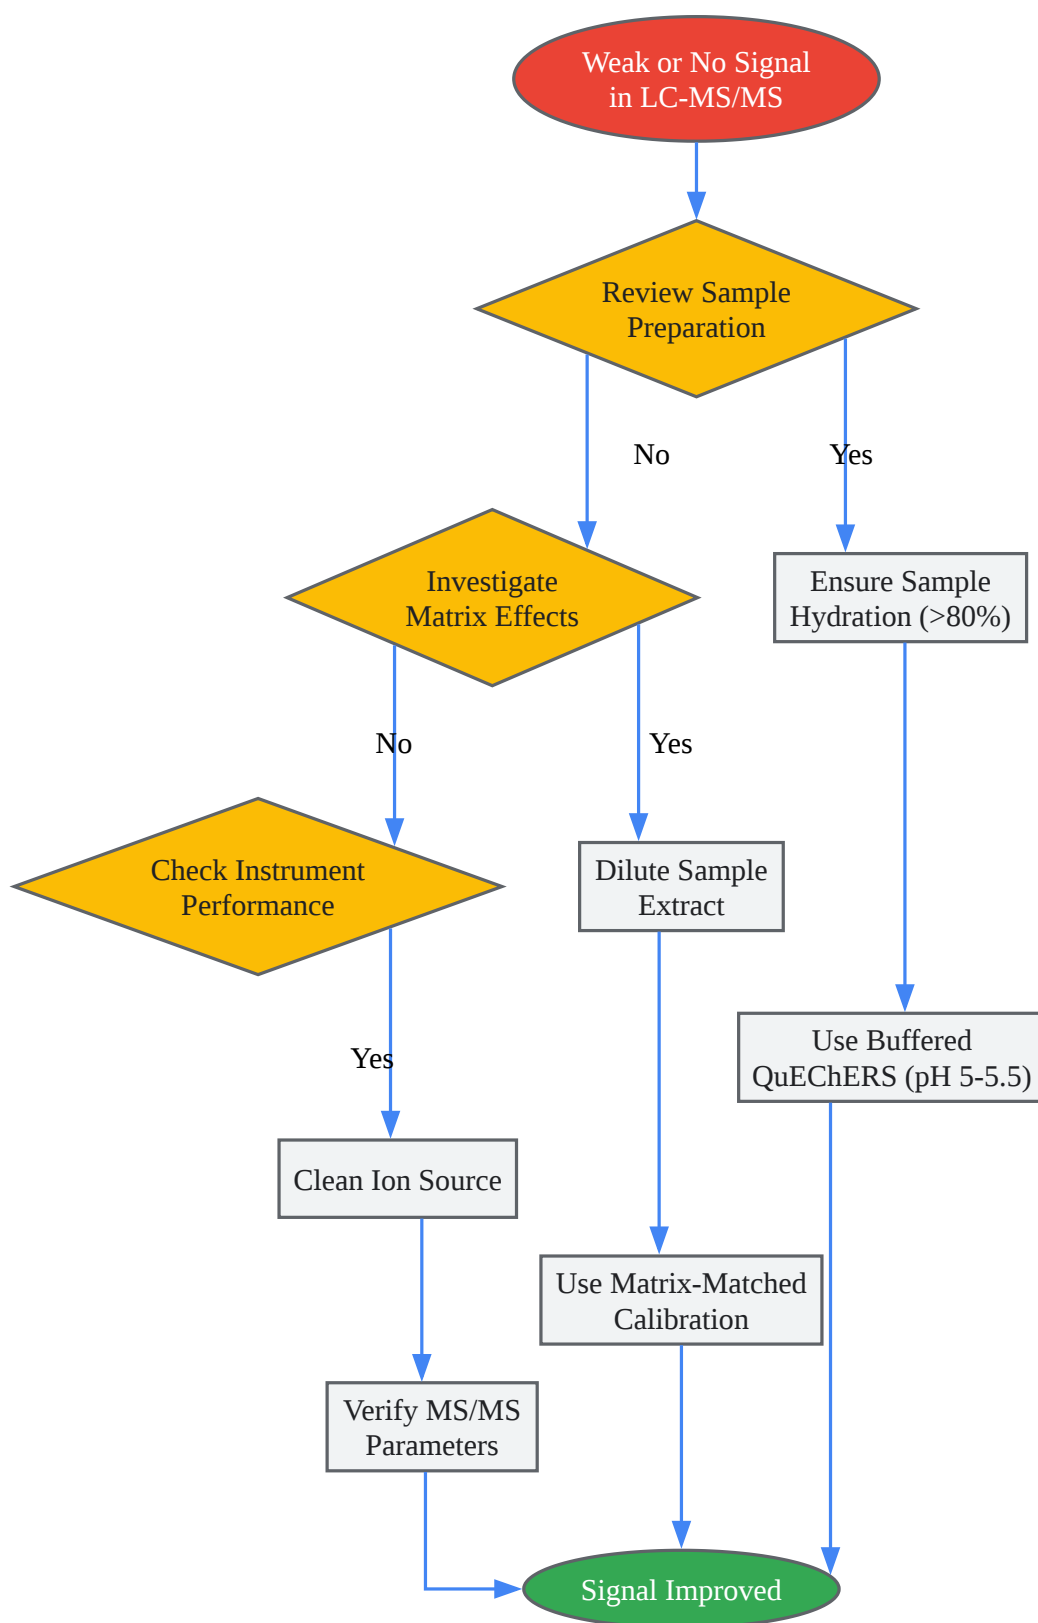 Weak or No Signal
in LC-MS/MS
Review Sample
Preparation
No
Yes
Investigate
Matrix Effects
Ensure Sample
Hydration (>80%)
No
Yes
Check Instrument
Performance
Dilute Sample
Extract
Use Buffered
QuEChERS (pH 5-5.5)
Yes
Clean Ion Source
Use Matrix-Matched
Calibration
Verify MS/MS
Parameters
Signal Improved